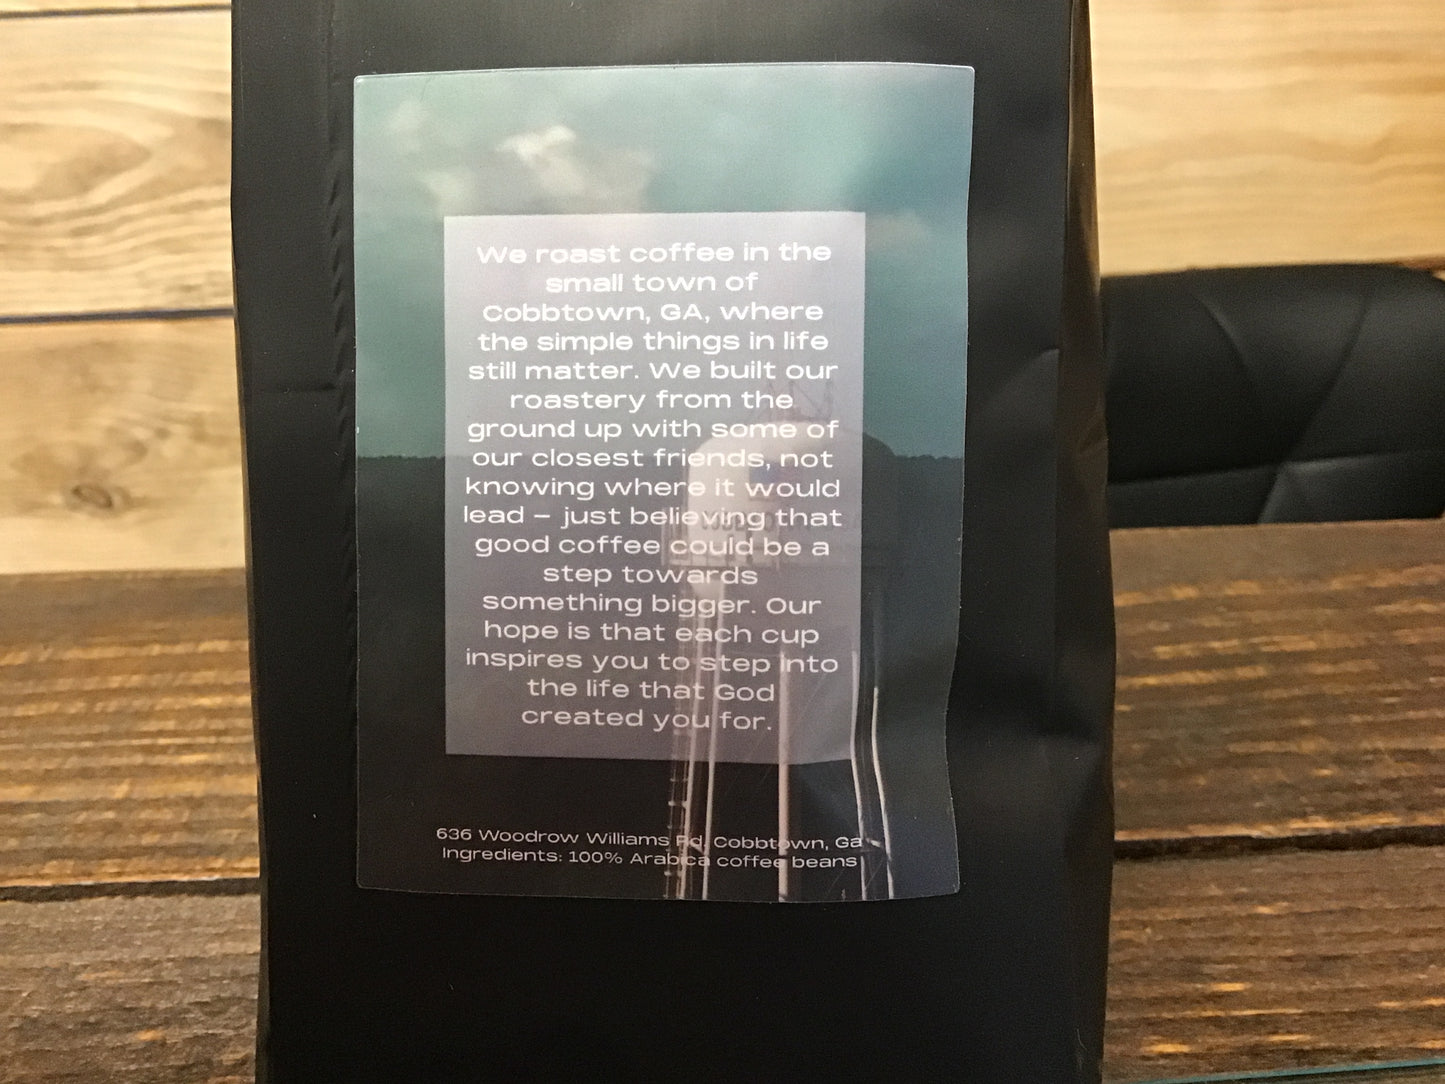 We roast coffee in the
small town of
Cobbtown, GA, where
the simple things in life
still matter. We built our
roastery from the
ground up with some of
our closest friends, not
knowing where it would
lead – just believing that
good coffee could be a
step towards
something bigger. Our
hope is that each cup
inspires you to step into
the life that God
created you for.
636 Woodrow Williams Rd, Cobbtown, Ga
Ingredients: 100% Arabica coffee beans